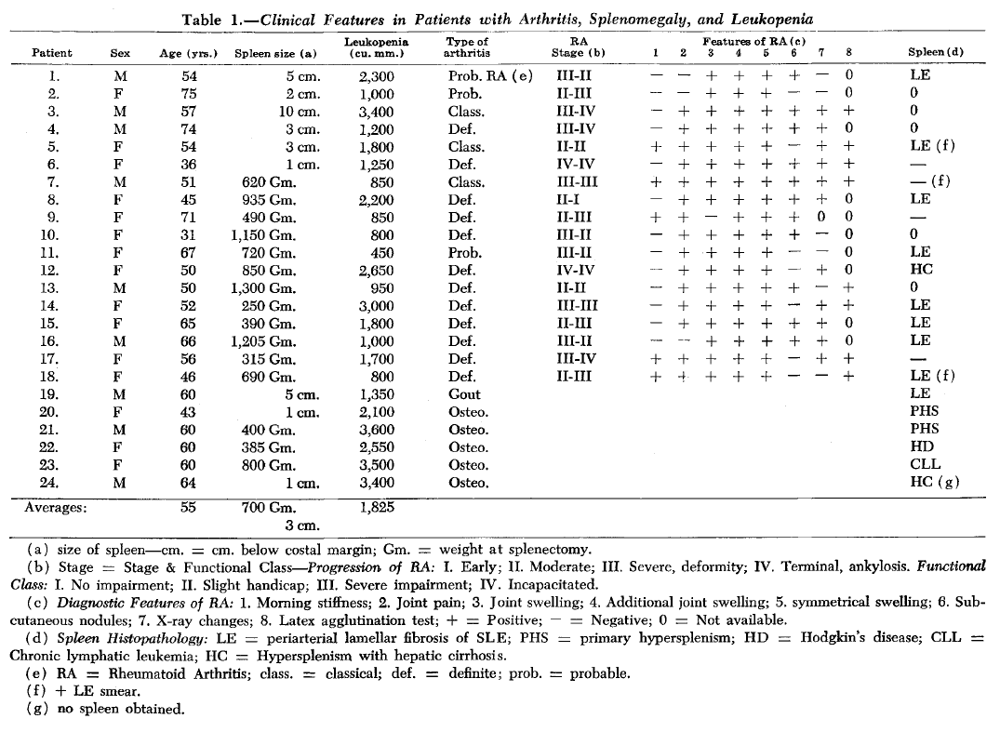 Table 1.—Clinical Features in Patients with Arthritis, Splenomegaly, and Leukopenia
Patient Sex Age (yrs.) Spleen size (a) Leukopenia (cu. mm.) Type of arthritis RA Stage (b) Features of RA (c) 1 2 3 4 5 6 7 8 Spleen (d)
1. M 54 5 cm. 2,300 Prob. RA (e) III-II — — + + + + — 0 LE
2. F 75 2 cm. 1,000 Prob. II-III — — + + + — — 0 0
3. M 57 10 cm. 3,400 Class. III-IV — + + + + + + + 0
4. M 74 3 cm. 1,200 Def. III-IV — + + + + + + 0 0
5. F 54 3 cm. 1,800 Class. II-II + + + + + — + + LE (f)
6. F 36 1 cm. 1,250 Def. IV-IV — + + + + + + + —
7. M 51 620 Gm. 850 Class. III-III + + + + + + + + — (f)
8. F 45 935 Gm. 2,200 Def. II-I — + + + + + + 0 LE
9. F 71 490 Gm. 850 Def. II-III + + — + + + 0 0 —
10. F 31 1,150 Gm. 800 Def. III-II — + + + + + — 0 0
11. F 67 720 Gm. 450 Prob. III-II — + + + + — — 0 LE
12. F 50 850 Gm. 2,650 Def. IV-IV — + + + + — + 0 HC
13. M 50 1,300 Gm. 950 Def. II-II — + + + + + — + 0
14. F 52 250 Gm. 3,000 Def. III-III — + + + + — + + LE
15. F 65 390 Gm. 1,800 Def. II-III — + + + + + + 0 LE
16. M 66 1,205 Gm. 1,000 Def. III-II — — + + + + + 0 LE
17. F 56 315 Gm. 1,700 Def. III-IV + + + + + — + + —
18. F 46 690 Gm. 800 Def. II-III + + + + + — — + LE (f)
19. M 60 5 cm. 1,350 Gout LE
20. F 43 1 cm. 2,100 Osteo. PHS
21. M 60 400 Gm. 3,600 Osteo. PHS
22. F 60 385 Gm. 2,550 Osteo. HD
23. F 60 800 Gm. 3,500 Osteo. CLL
24. M 64 1 cm. 3,400 Osteo. HC (g)
Averages: 55 700 Gm. 1,825
3 cm.
(a) size of spleen—cm. = cm. below costal margin; Gm. = weight at splenectomy.
(b) Stage = Stage & Functional Class—Progression of RA: I. Early; II. Moderate; III. Severe, deformity; IV. Terminal, ankylosis. Functional
Class: I. No impairment; II. Slight handicap; III. Severe impairment; IV. Incapacitated.
(c) Diagnostic Features of RA: 1. Morning stiffness; 2. Joint pain; 3. Joint swelling; 4. Additional joint swelling; 5. symmetrical swelling; 6. Sub-
cutaneous nodules; 7. X-ray changes; 8. Latex agglutination test; + = Positive; — = Negative; 0 = Not available.
(d) Spleen Histopathology: LE = periarterial lamellar fibrosis of SLE; PHS = primary hypersplenism; HD = Hodgkin's disease; CLL =
Chronic lymphatic leukemia; HC = Hypersplenism with hepatic cirrhosis.
(e) RA = Rheumatoid Arthritis; class. = classical; def. = definite; prob. = probable.
(f) + LE smear.
(g) no spleen obtained.